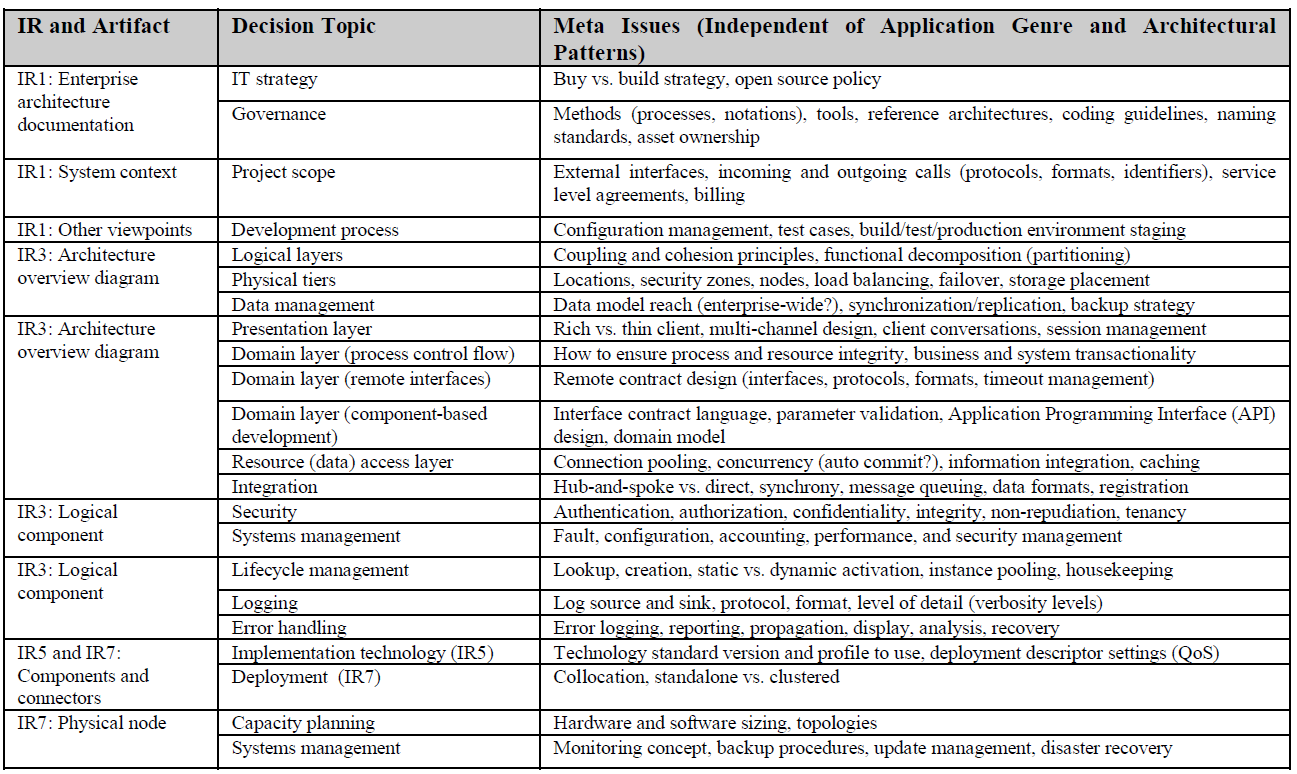 IR and Artifact
Decision Topic
Meta Issues (Independent of Application Genre and Architectural
Patterns)
IR1: Enterprise
architecture
documentation
IT strategy
Buy vs. build strategy, open source policy
Governance
Methods (processes, notations), tools, reference architectures, coding guidelines, naming
standards, asset ownership
IR1: System context
Project scope
External interfaces, incoming and outgoing calls (protocols, formats, identifiers), service
level agreements, billing
IR1: Other viewpoints
Development process
Configuration management, test cases, build/test/production environment staging
IR3: Architecture
overview diagram
Logical layers
Coupling and cohesion principles, functional decomposition (partitioning)
Physical tiers
Locations, security zones, nodes, load balancing, failover, storage placement
Data management
Data model reach (enterprise-wide?), synchronization/replication, backup strategy
IR3: Architecture
overview diagram
Presentation layer
Rich vs. thin client, multi-channel design, client conversations, session management
Domain layer (process control flow)
How to ensure process and resource integrity, business and system transactionality
Domain layer (remote interfaces)
Remote contract design (interfaces, protocols, formats, timeout management)
Domain layer (component-based
development)
Interface contract language, parameter validation, Application Programming Interface (API)
design, domain model
Resource (data) access layer
Connection pooling, concurrency (auto commit?), information integration, caching
Integration
Hub-and-spoke vs. direct, synchrony, message queuing, data formats, registration
IR3: Logical
component
Security
Authentication, authorization, confidentiality, integrity, non-repudiation, tenancy
Systems management
Fault, configuration, accounting, performance, and security management
IR3: Logical
component
Lifecycle management
Lookup, creation, static vs. dynamic activation, instance pooling, housekeeping
Logging
Log source and sink, protocol, format, level of detail (verbosity levels)
Error handling
Error logging, reporting, propagation, display, analysis, recovery
IR5 and IR7:
Components and
connectors
Implementation technology (IR5)
Technology standard version and profile to use, deployment descriptor settings (QoS)
Deployment (IR7)
Collocation, standalone vs. clustered
IR7: Physical node
Capacity planning
Hardware and software sizing, topologies
Systems management
Monitoring concept, backup procedures, update management, disaster recovery